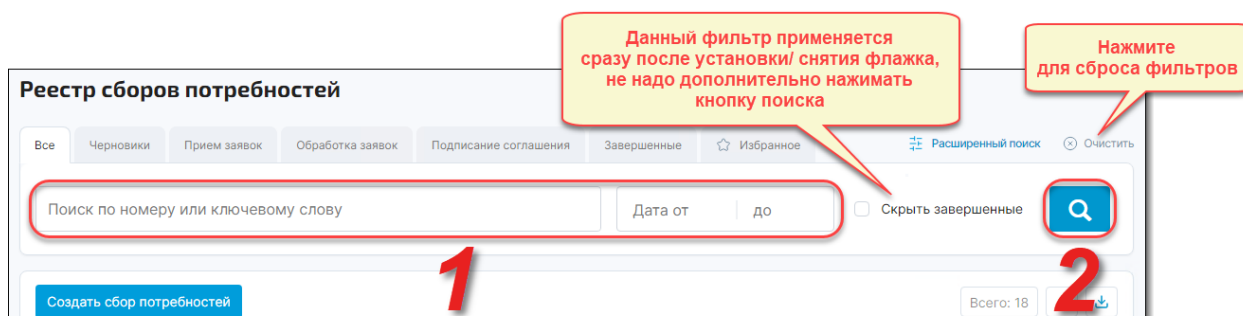 Данный фильтр применяется
сразу после установки/ снятия флажка,
не надо дополнительно нажимать
кнопку поиска
Нажмите
для сброса фильтров
Реестр сборов потребностей
Все Черновики Прием заявок Обработка заявок Подписание соглашения Завершенные Избранное Расширенный поиск Очистить
Поиск по номеру или ключевому слову Дата от до Скрыть завершенные
1 2
Создать сбор потребностей Всего: 18